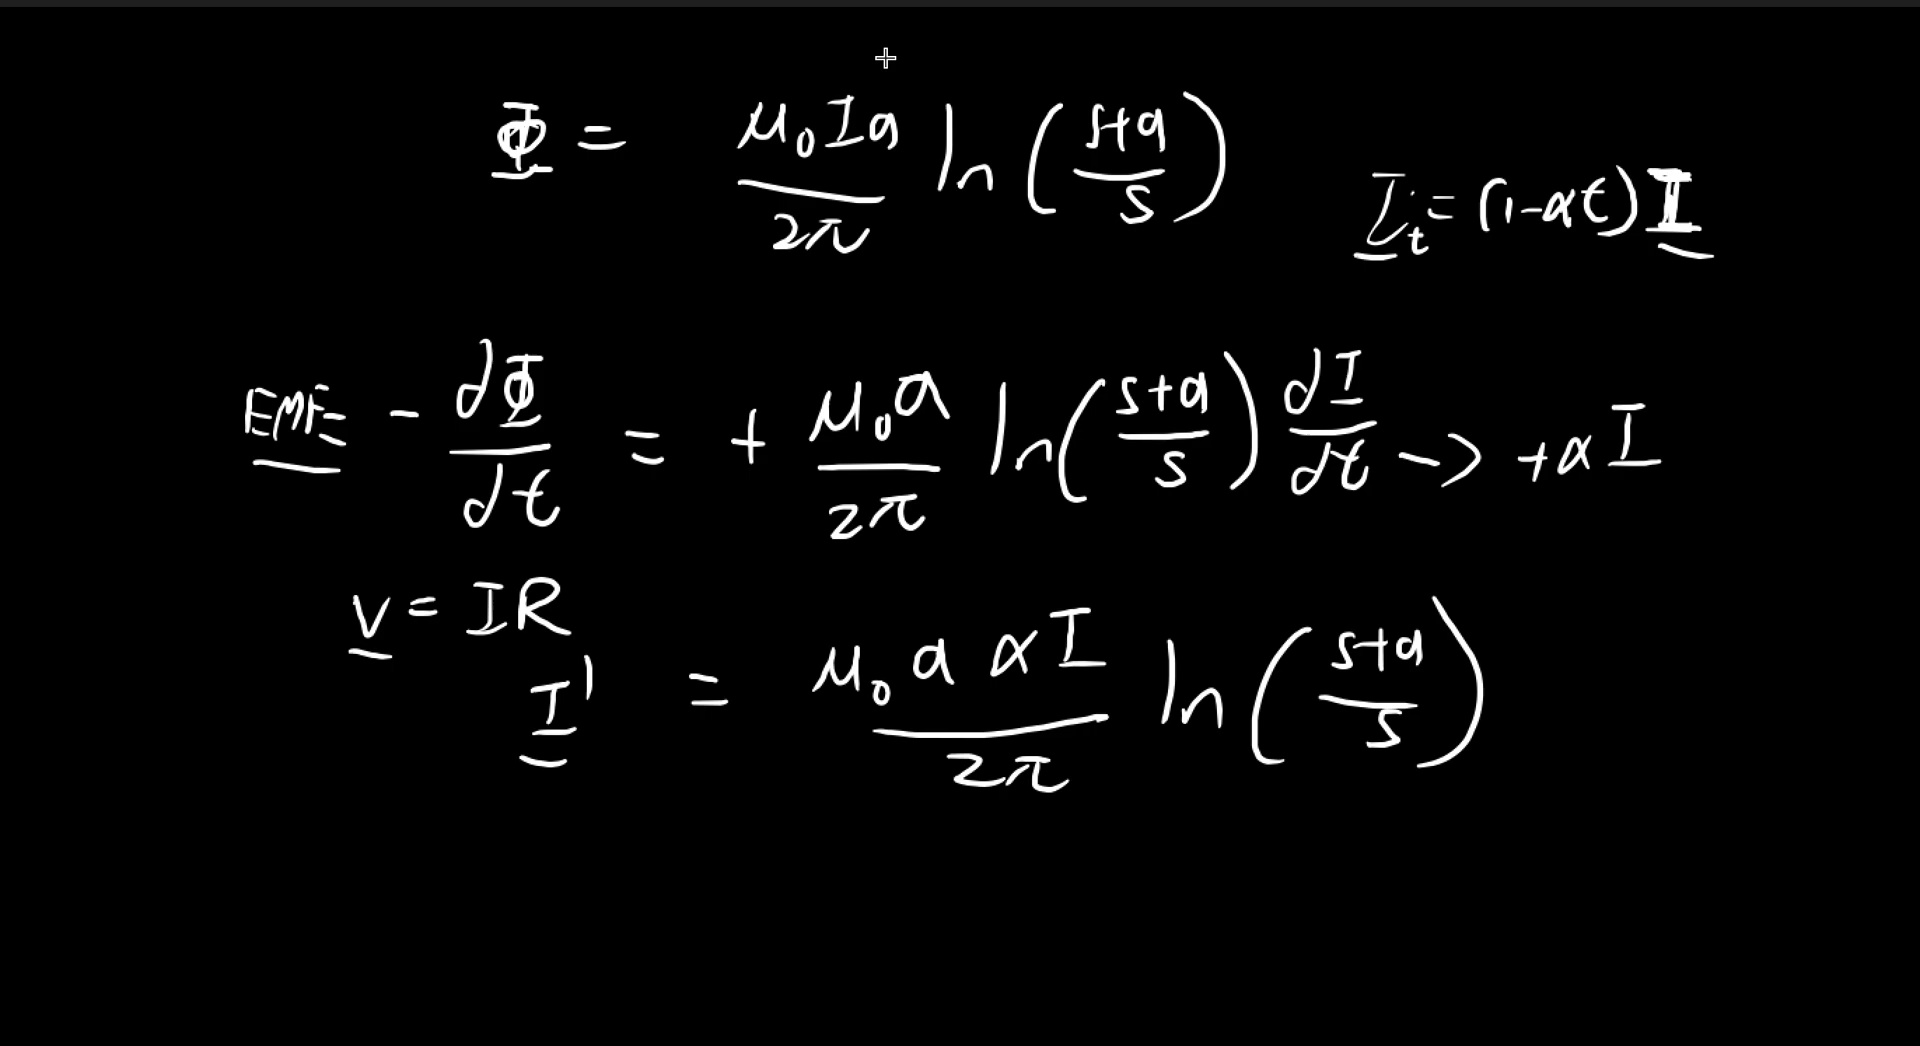 Φ = μ₀Ia/2π ln(s+a/s)
I_t = (1-αt)I
EMF = - dΦ/dt = + μ₀a/2π ln(s+a/s) dI/dt -> +αI
V = IR
I' = μ₀aαI/2π ln(s+a/s)